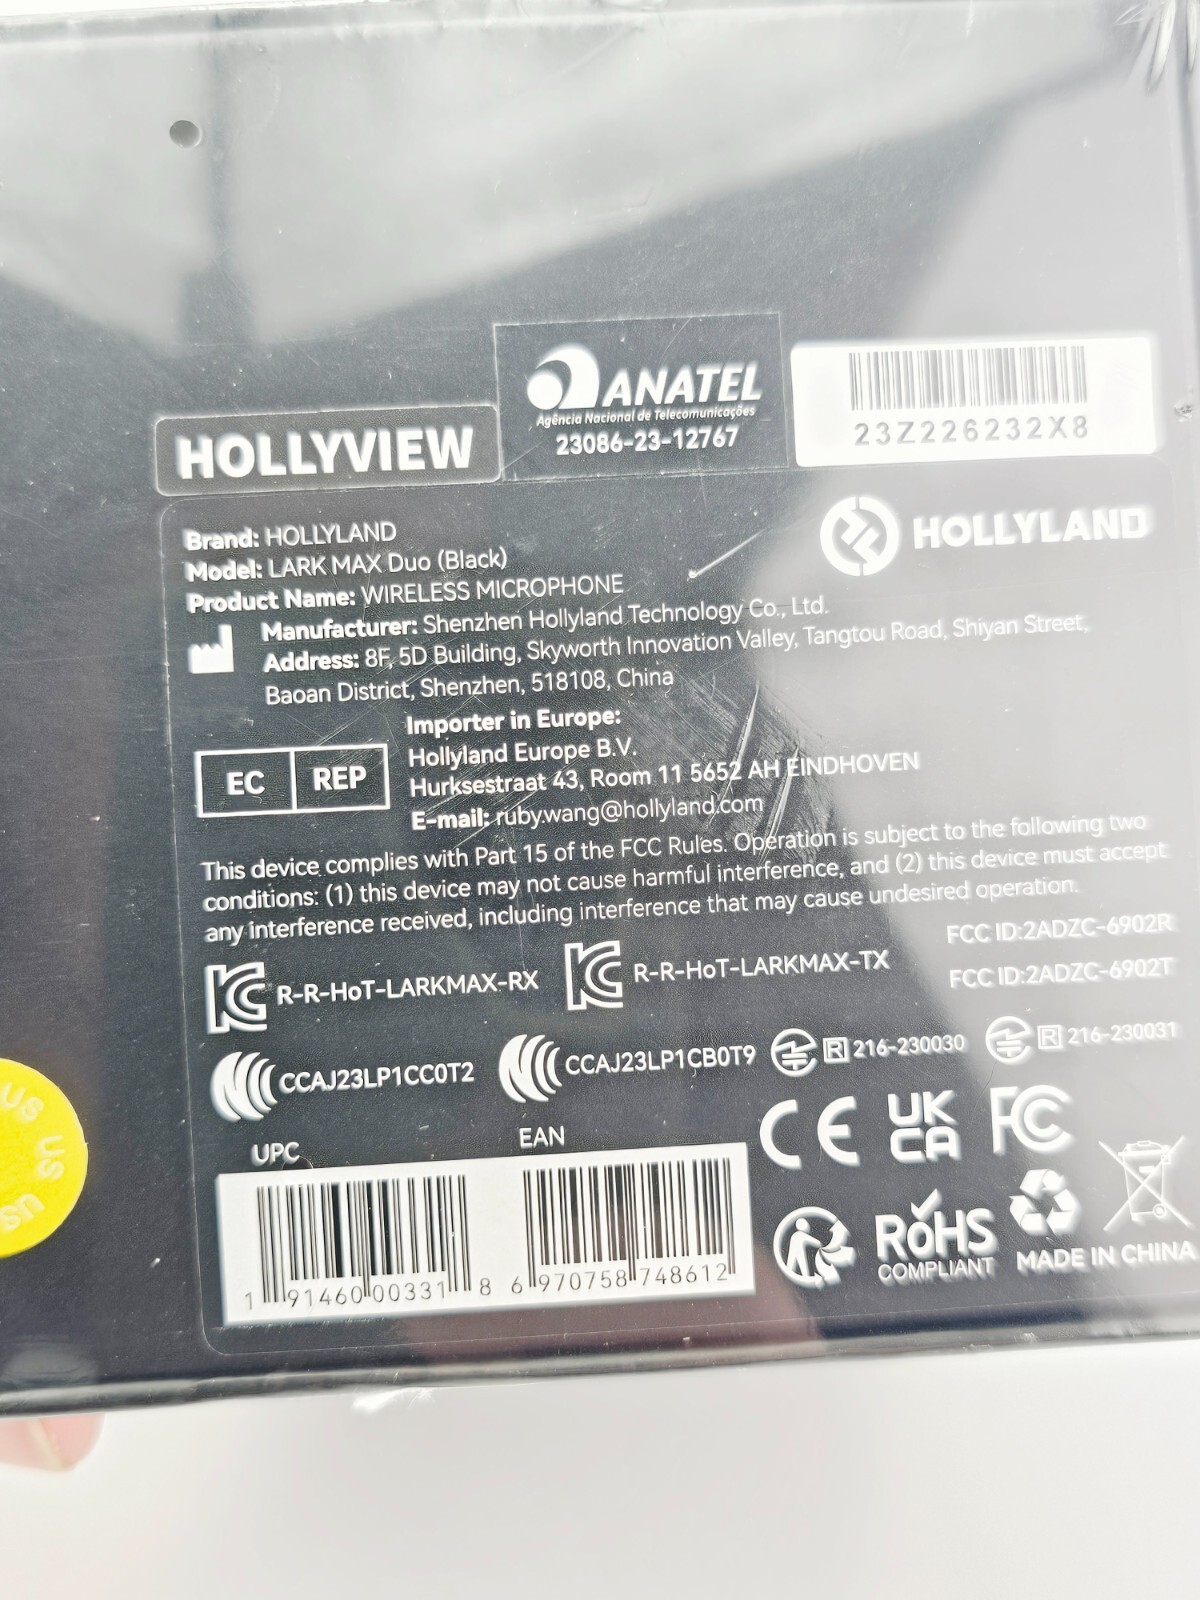 ANATEL
Agência Nacional de Telecomunicações
23086-23-12767
23Z226232X8
HOLLYVIEW
HOLLYLAND
Brand: HOLLYLAND
Model: LARK MAX Duo (Black)
Product Name: WIRELESS MICROPHONE
Manufacturer: Shenzhen Hollyland Technology Co., Ltd.
Address: 8F, 5D Building, Skyworth Innovation Valley, Tangtou Road, Shiyan Street,
Baoan District, Shenzhen, 518108, China
EC REP
Importer in Europe:
Hollyland Europe B.V.
Hurksestraat 43, Room 11 5652 AH EINDHOVEN
E-mail: ruby.wang@hollyland.com
This device complies with Part 15 of the FCC Rules. Operation is subject to the following two
conditions: (1) this device may not cause harmful interference, and (2) this device must accept
any interference received, including interference that may cause undesired operation.
FCC ID:2ADZC-6902R
R-R-HoT-LARKMAX-RX
R-R-HoT-LARKMAX-TX
FCC ID:2ADZC-6902T
CCAJ23LP1CC0T2
CCAJ23LP1CB0T9
R 216-230030
R 216-230031
CE
UK
CA
FC
UPC
EAN
1 91460 00331 8
6 970758 748612
RoHS
COMPLIANT
MADE IN CHINA
US
US
US